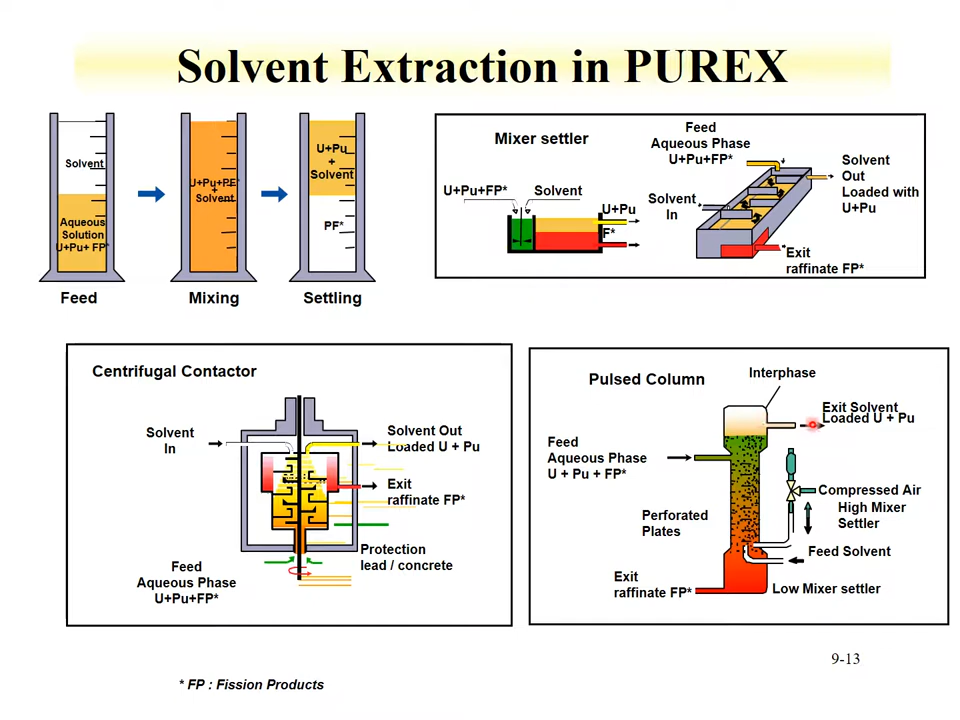 Solvent Extraction in PUREX
Solvent
Aqueous
Solution
U+Pu+ FP*
Feed
U+Pu+PF*
+
Solvent
Mixing
U+Pu
+
Solvent
PF*
Settling
Mixer settler
U+Pu+FP*
Solvent
U+Pu
F*
Feed
Aqueous Phase
U+Pu+FP*
Solvent
In
Solvent
Out
Loaded with
U+Pu
*Exit
raffinate FP*
Centrifugal Contactor
Solvent
In
Solvent Out
Loaded U + Pu
Exit
raffinate FP*
Protection
lead / concrete
Feed
Aqueous Phase
U+Pu+FP*
Pulsed Column
Interphase
Exit Solvent
Loaded U + Pu
Feed
Aqueous Phase
U + Pu + FP*
Compressed Air
High Mixer
Settler
Perforated
Plates
Feed Solvent
Exit
raffinate FP*
Low Mixer settler
9-13
* FP : Fission Products